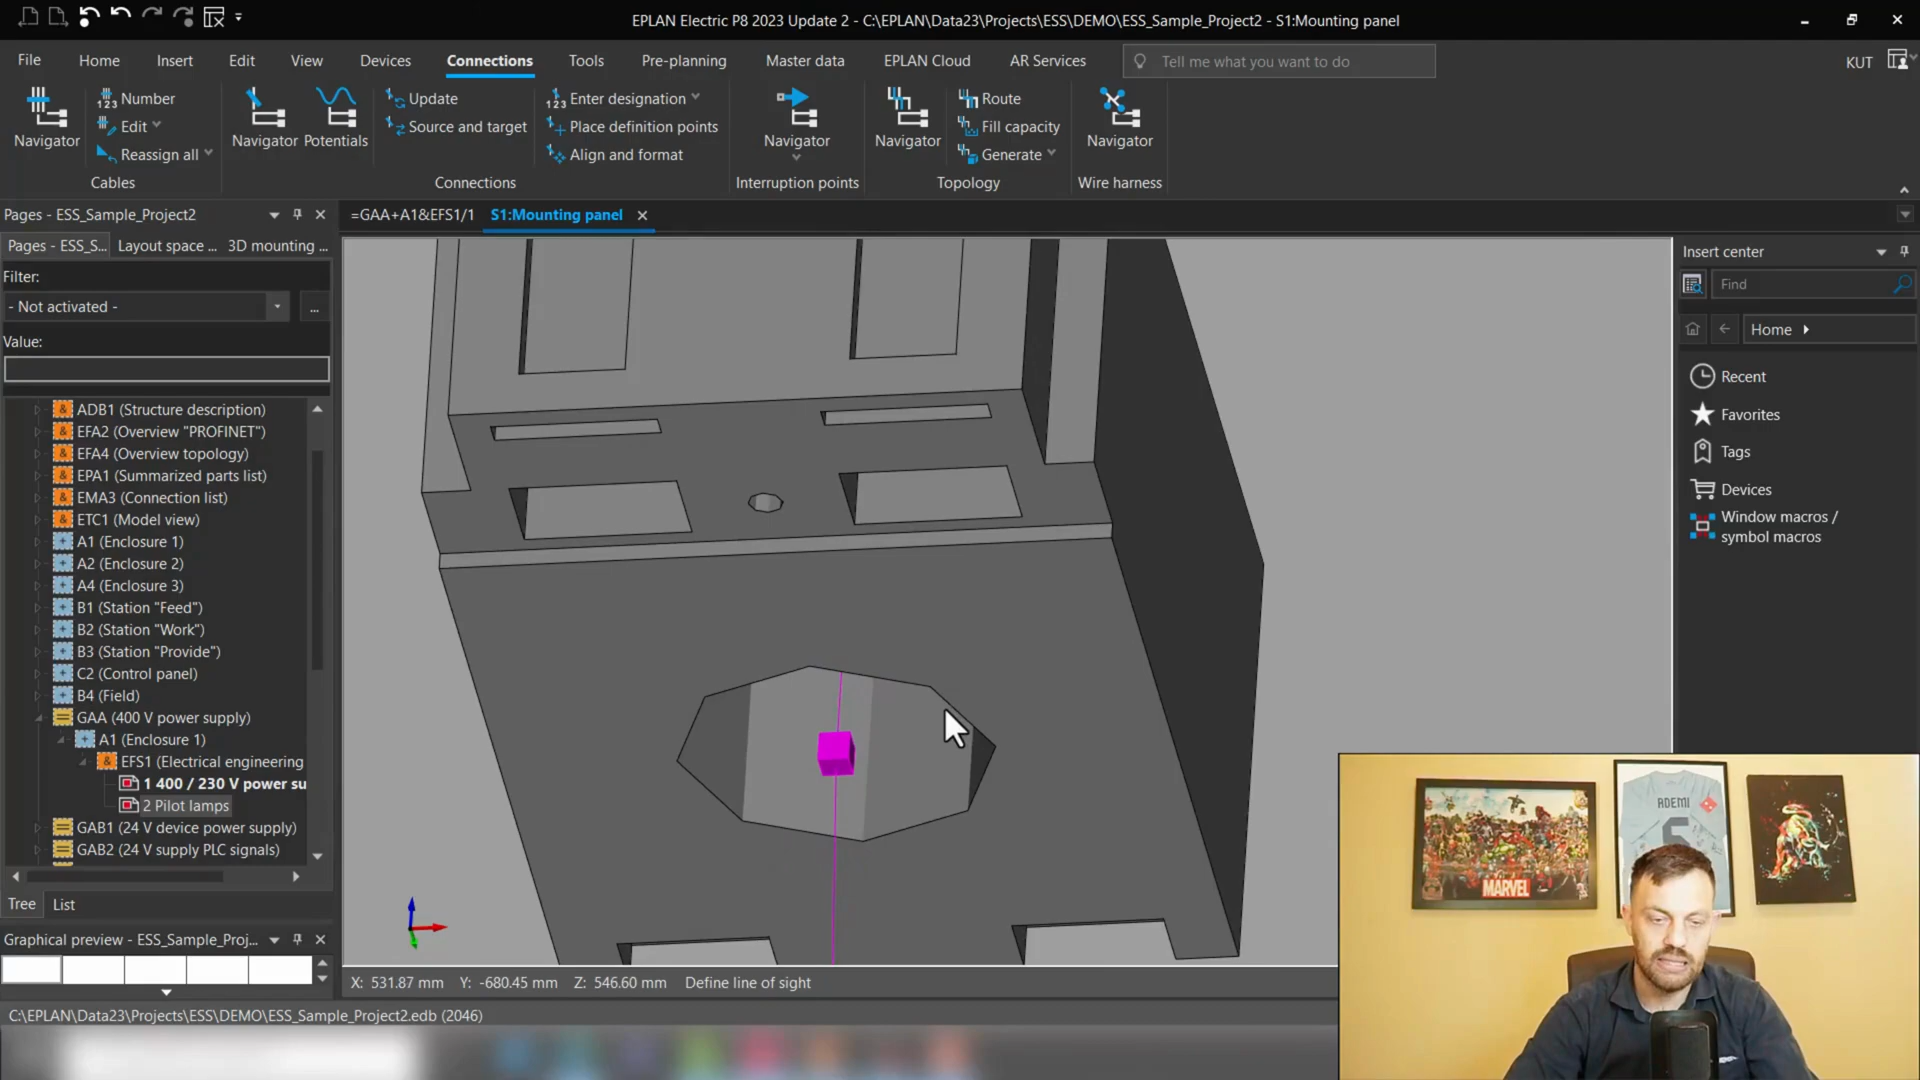 EPLAN Electric P8 2023 Update 2 - C:\EPLAN\Data23\Projects\ESS\DEMO\ESS_Sample_Project2 - S1:Mounting panel
File Home Insert Edit View Devices Connections Tools Pre-planning Master data EPLAN Cloud AR Services Tell me what you want to do KUT
Navigator
Number
Edit
Reassign all
Cables
Navigator
Potentials
Update
Source and target
Enter designation
Place definition points
Align and format
Connections
Navigator
Interruption points
Navigator
Route
Fill capacity
Generate
Topology
Navigator
Wire harness
Pages - ESS_Sample_Project2
Pages - ESS_S... Layout space ... 3D mounting ...
Filter:
- Not activated -
...
Value:
ADB1 (Structure description)
EFA2 (Overview "PROFINET")
EFA4 (Overview topology)
EPA1 (Summarized parts list)
EMA3 (Connection list)
ETC1 (Model view)
A1 (Enclosure 1)
A2 (Enclosure 2)
A4 (Enclosure 3)
B1 (Station "Feed")
B2 (Station "Work")
B3 (Station "Provide")
C2 (Control panel)
B4 (Field)
GAA (400 V power supply)
A1 (Enclosure 1)
EFS1 (Electrical engineering
1 400 / 230 V power su
2 Pilot lamps
GAB1 (24 V device power supply)
GAB2 (24 V supply PLC signals)
Tree List
Graphical preview - ESS_Sample_Proj...
=GAA+A1&EFS1/1 S1:Mounting panel
X: 531.87 mm Y: -680.45 mm Z: 546.60 mm Define line of sight
C:\EPLAN\Data23\Projects\ESS\DEMO\ESS_Sample_Project2.edb (2046)
Insert center
Find
Home
Recent
Favorites
Tags
Devices
Window macros /
symbol macros
MARVEL
ADEMI